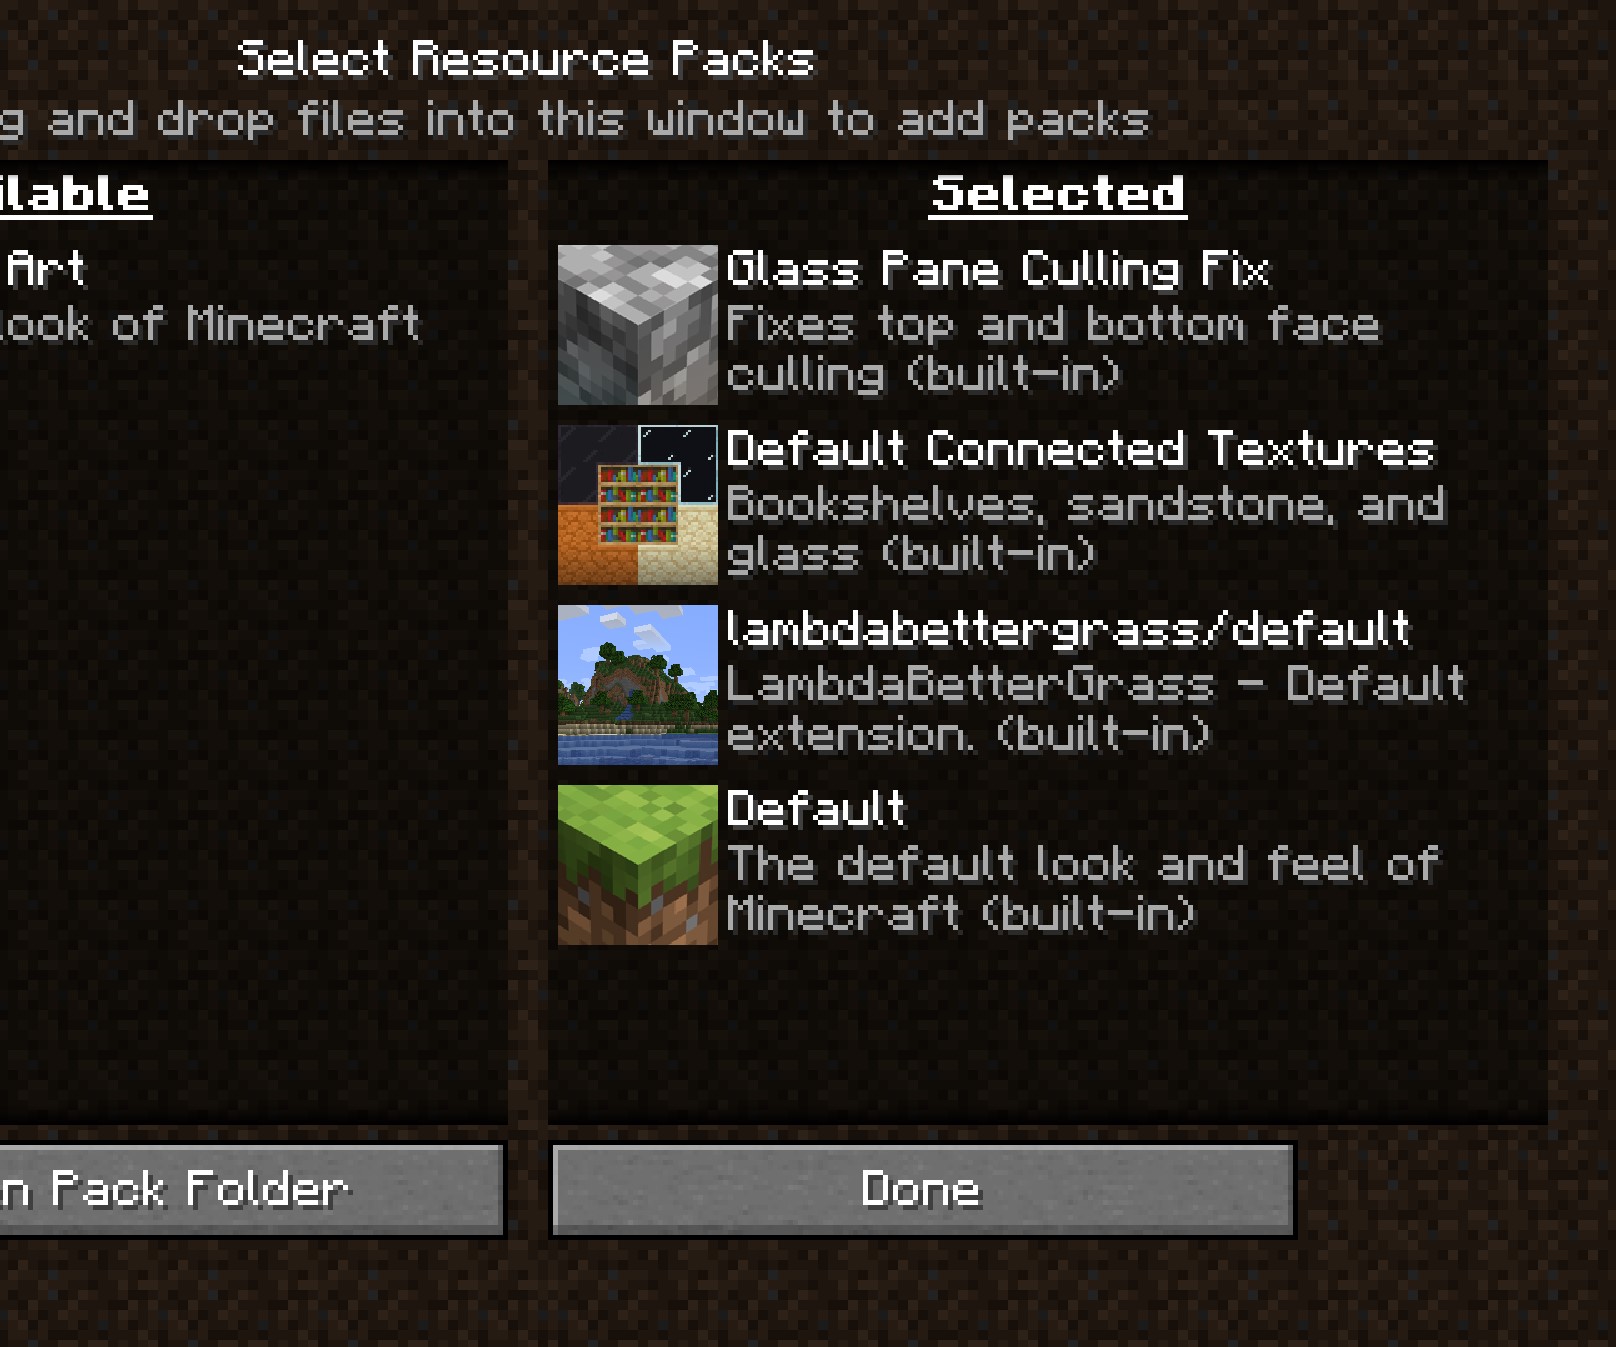 Select Resource Packs
and drop files into this window to add packs
Art
look of Minecraft
Selected
Glass Pane Culling Fix
Fixes top and bottom face
culling (built-in)
Default Connected Textures
Bookshelves, sandstone, and
glass (built-in)
lambdabettergrass/default
LambdaBetterGrass - Default
extension. (built-in)
Default
The default look and feel of
Minecraft (built-in)
Pack Folder
Done